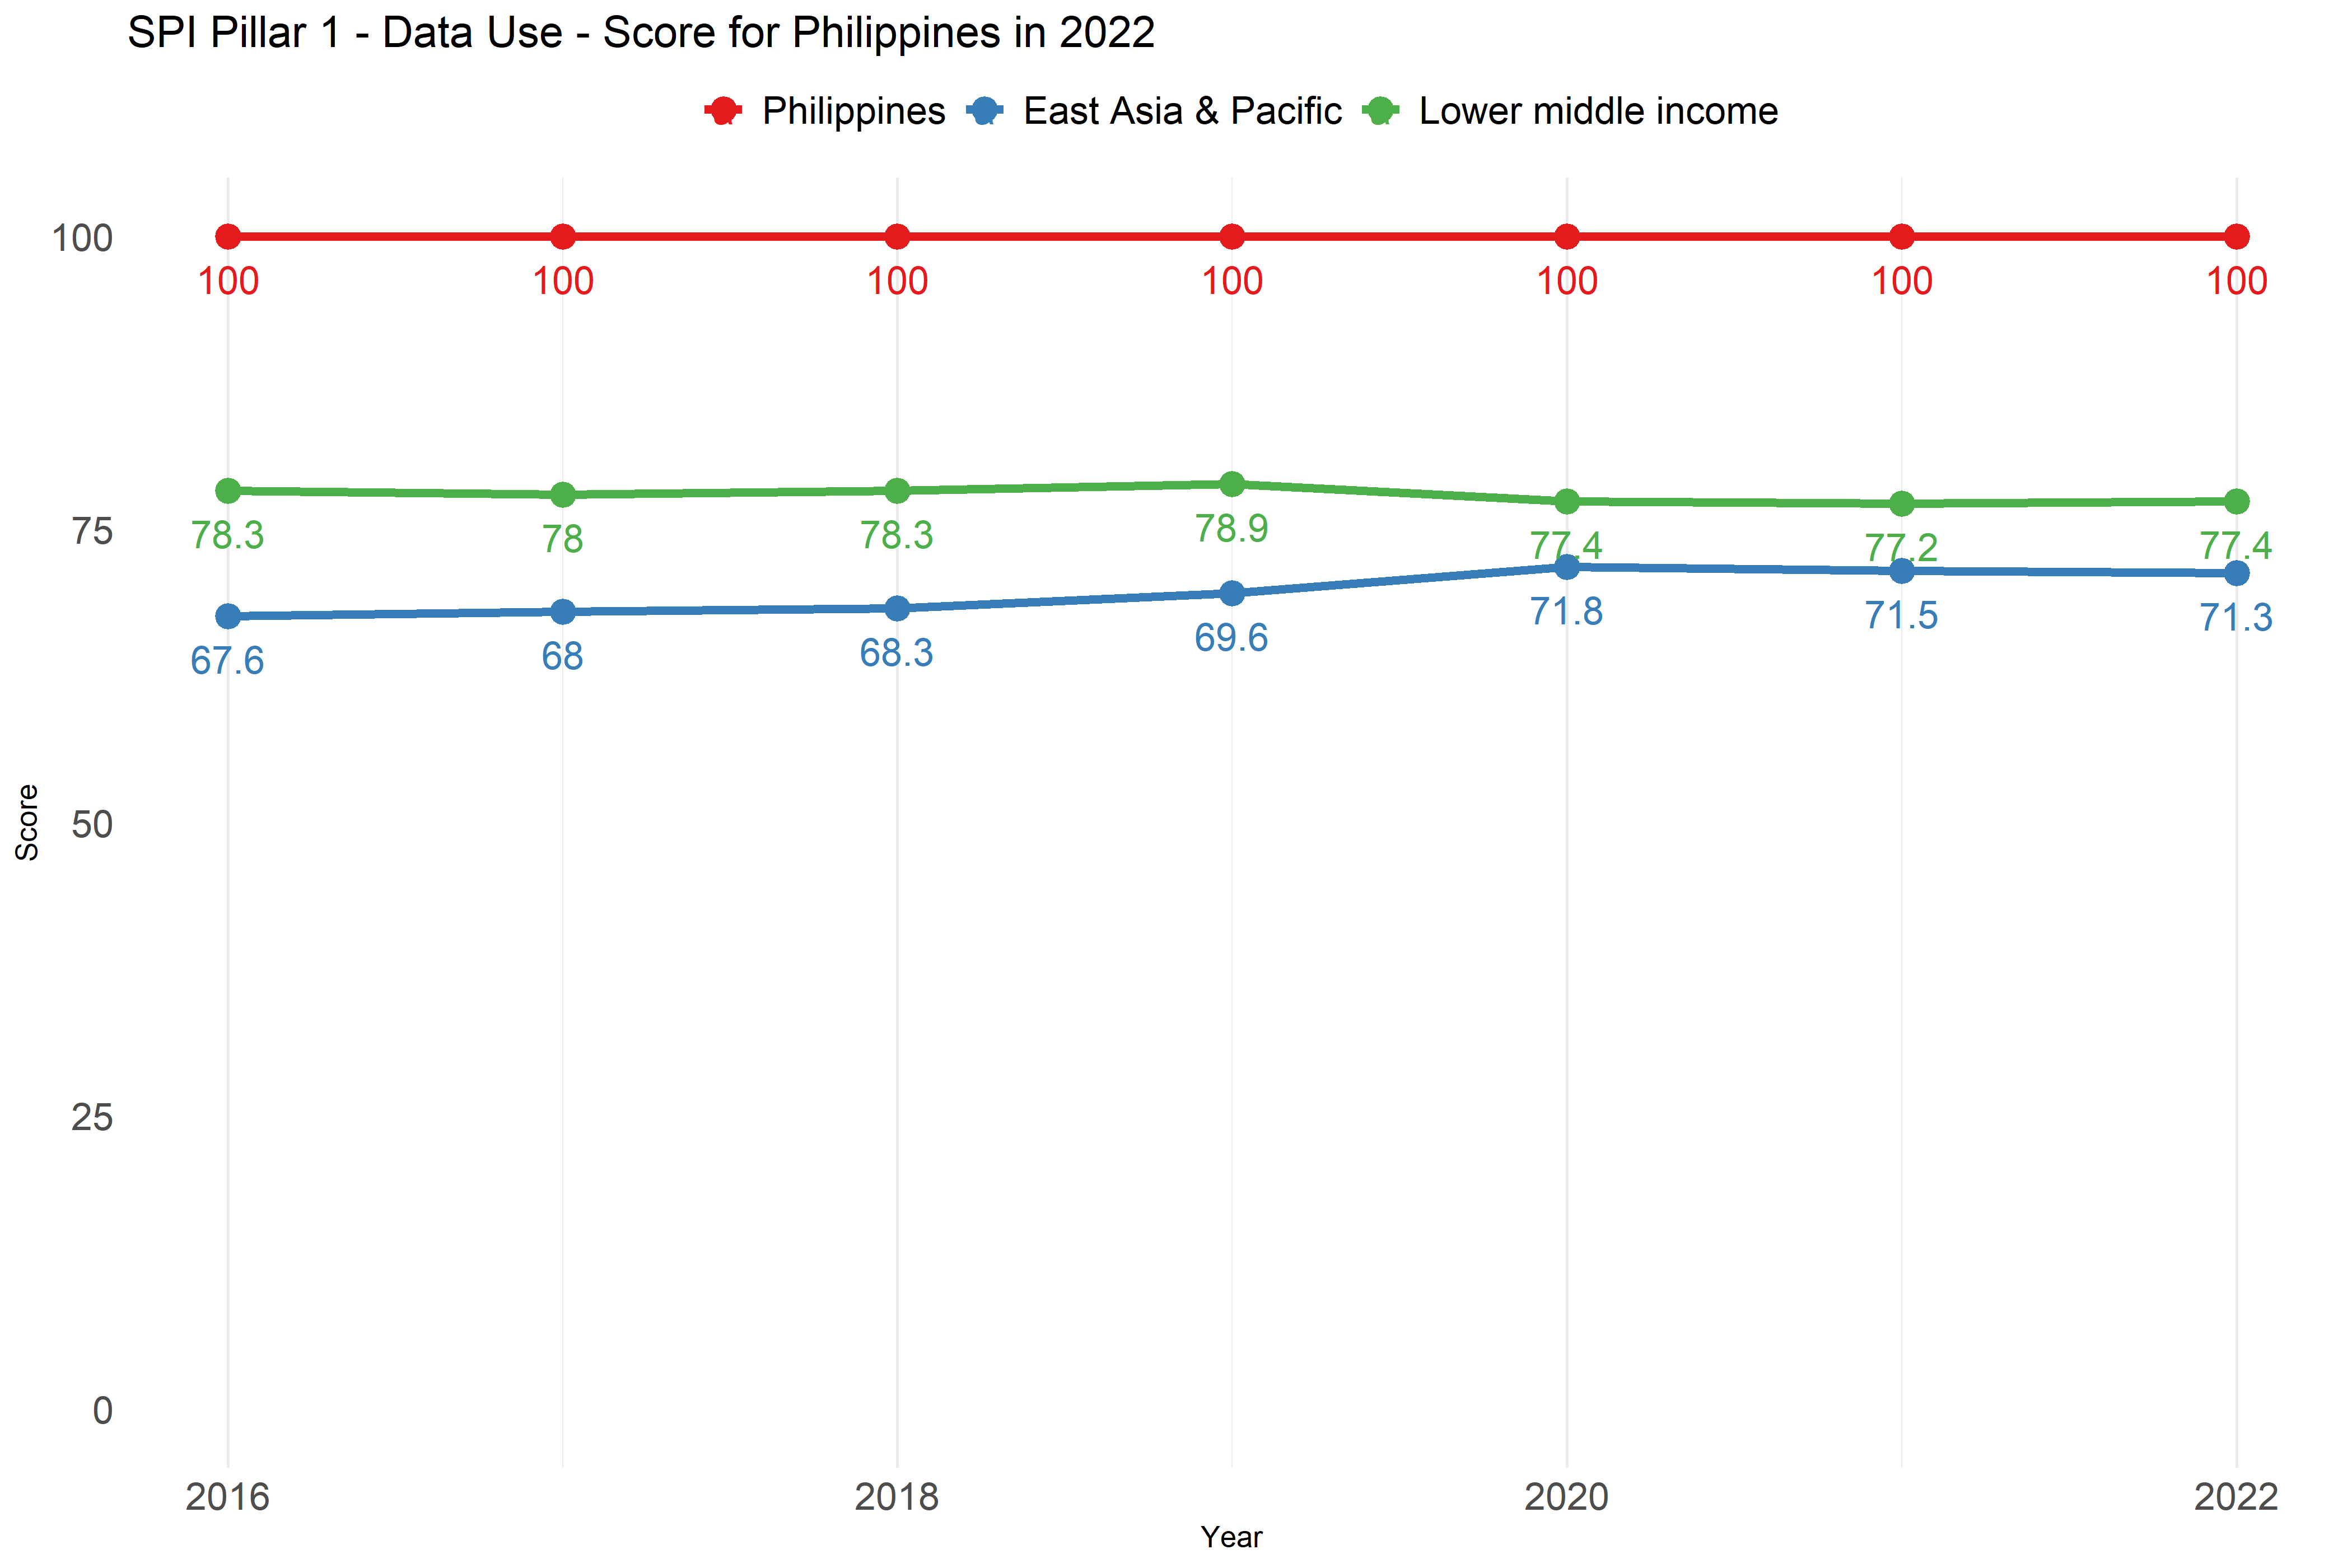 SPI Pillar 1 - Data Use - Score for Philippines in 2022
Philippines East Asia & Pacific Lower middle income
100
100 100 100 100 100 100 100
78.3 78 78.3 78.9 77.4 77.2 77.4
75
67.6 68 68.3 69.6 71.8 71.5 71.3
50
Score
25
0
2016 2018 2020 2022
Year